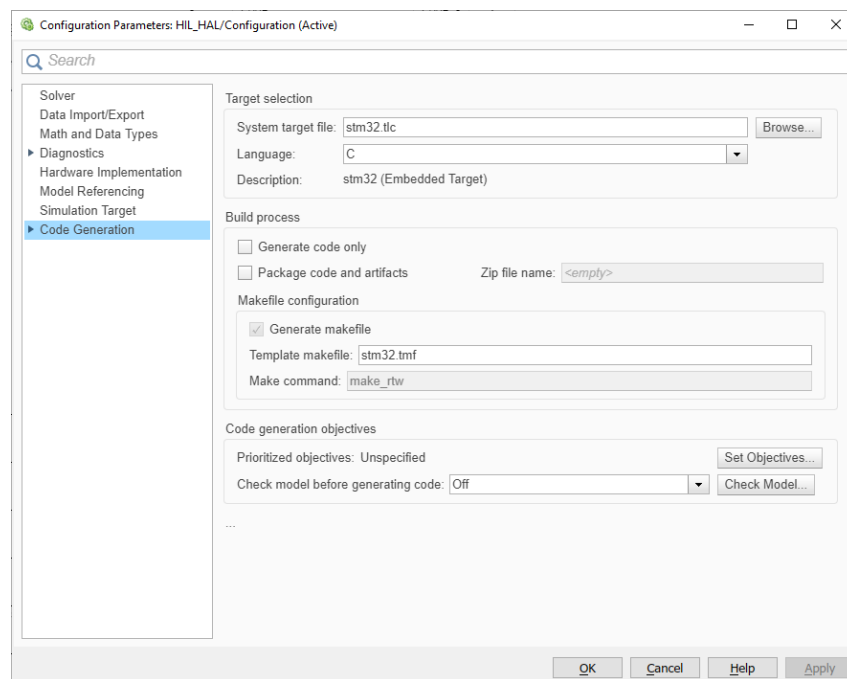 Configuration Parameters: HIL_HAL/Configuration (Active)
Search
Solver
Data Import/Export
Math and Data Types
Diagnostics
Hardware Implementation
Model Referencing
Simulation Target
Code Generation
Target selection
System target file: stm32.tlc Browse...
Language: C
Description: stm32 (Embedded Target)
Build process
Generate code only
Package code and artifacts Zip file name: <empty>
Makefile configuration
Generate makefile
Template makefile: stm32.tmf
Make command: make_rtw
Code generation objectives
Prioritized objectives: Unspecified Set Objectives...
Check model before generating code: Off Check Model...
...
OK Cancel Help Apply